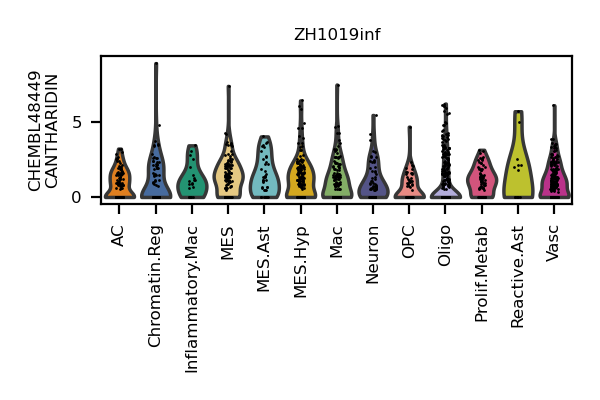 ZH1019inf
CHEMBL48449
CANTHARIDIN
5
0
AC
Chromatin.Reg
Inflammatory.Mac
MES
MES.Ast
MES.Hyp
Mac
Neuron
OPC
Oligo
Prolif.Metab
Reactive.Ast
Vasc